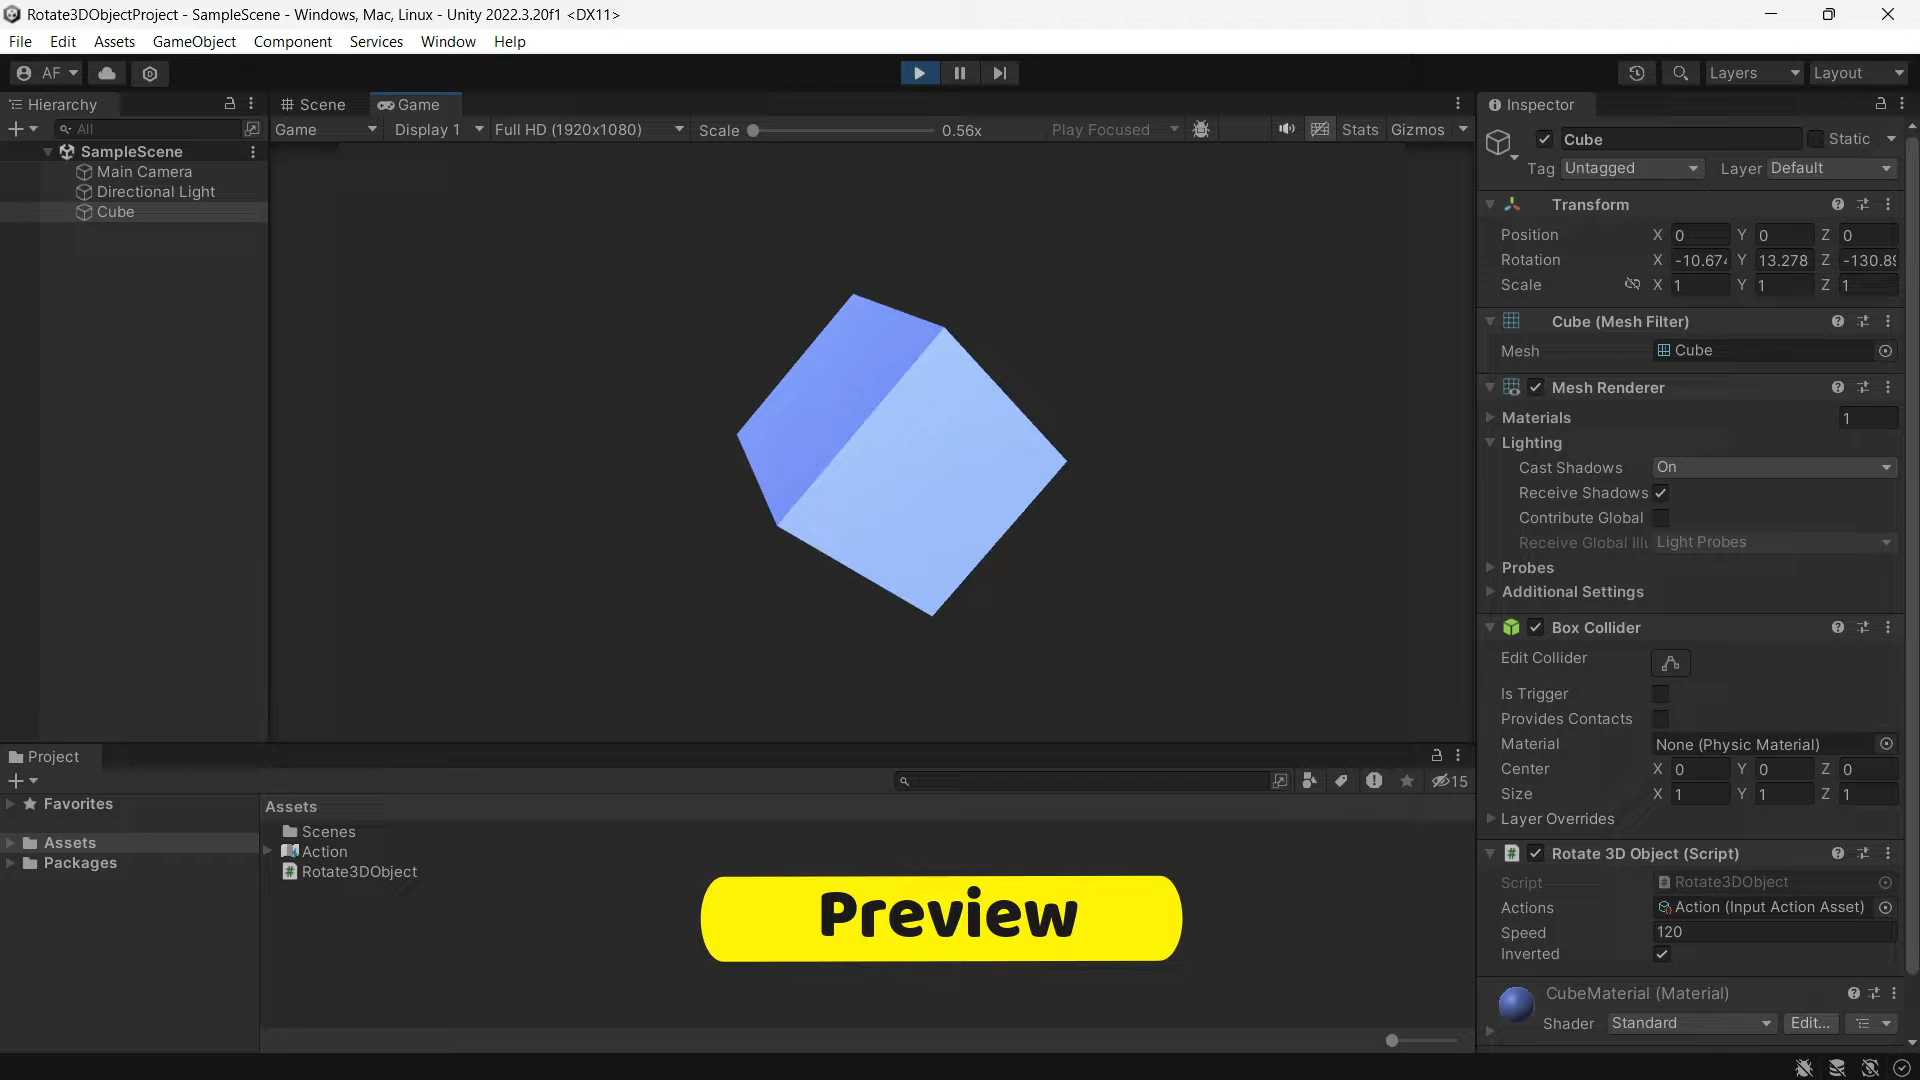 Rotate3DObjectProject - SampleScene - Windows, Mac, Linux - Unity 2022.3.20f1 <DX11>
File Edit Assets GameObject Component Services Window Help
AF Layers Layout
Hierarchy
All
SampleScene
Main Camera
Directional Light
Cube
Scene Game
Game Display 1 Full HD (1920x1080) Scale 0.56x Play Focused Stats Gizmos
Inspector
Cube Static
Tag Untagged Layer Default
Transform
Position X 0 Y 0 Z 0
Rotation X -10.674 Y 13.278 Z -130.89
Scale X 1 Y 1 Z 1
Cube (Mesh Filter)
Mesh Cube
Mesh Renderer
Materials 1
Lighting
Cast Shadows On
Receive Shadows
Contribute Global
Receive Global Illu Light Probes
Probes
Additional Settings
Box Collider
Edit Collider
Is Trigger
Provides Contacts
Material None (Physic Material)
Center X 0 Y 0 Z 0
Size X 1 Y 1 Z 1
Layer Overrides
Rotate 3D Object (Script)
Script Rotate3DObject
Actions Action (Input Action Asset)
Speed 120
Inverted
CubeMaterial (Material)
Shader Standard Edit...
Project
15
Favorites
Assets
Packages
Assets
Scenes
Action
Rotate3DObject
Preview